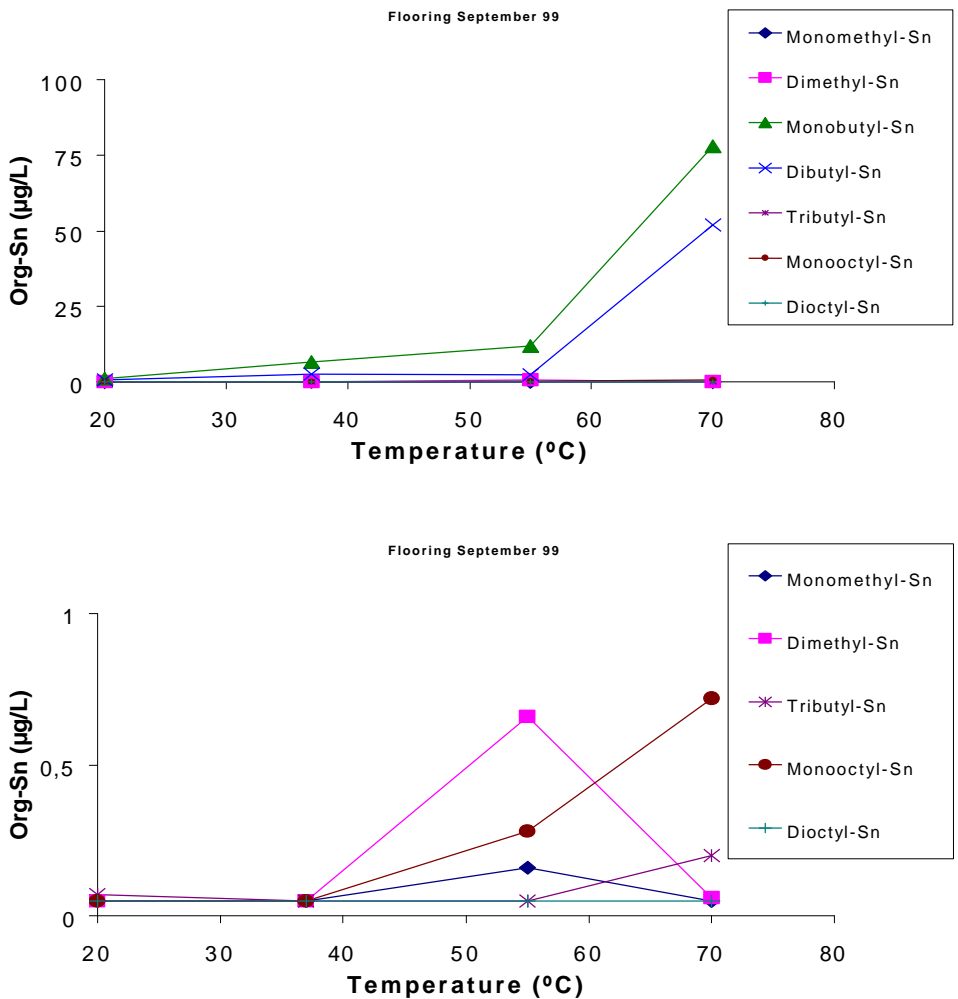 Flooring September 99
100
75
50
25
0
Org-Sn (µg/L)
20 30 40 50 60 70 80
Temperature (ºC)
Monomethyl-Sn
Dimethyl-Sn
Monobutyl-Sn
Dibutyl-Sn
Tributyl-Sn
Monooctyl-Sn
Dioctyl-Sn
Flooring September 99
1
0,5
0
Org-Sn (µg/L)
20 30 40 50 60 70 80
Temperature (ºC)
Monomethyl-Sn
Dimethyl-Sn
Tributyl-Sn
Monooctyl-Sn
Dioctyl-Sn